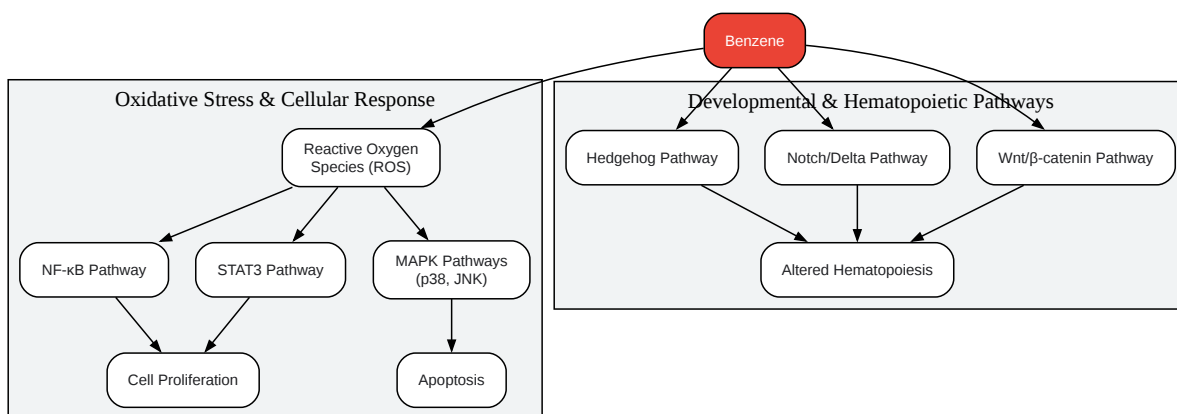 Benzene
Oxidative Stress & Cellular Response
Reactive Oxygen
Species (ROS)
NF-κB Pathway
STAT3 Pathway
MAPK Pathways
(p38, JNK)
Cell Proliferation
Apoptosis
Developmental & Hematopoietic Pathways
Hedgehog Pathway
Notch/Delta Pathway
Wnt/β-catenin Pathway
Altered Hematopoiesis